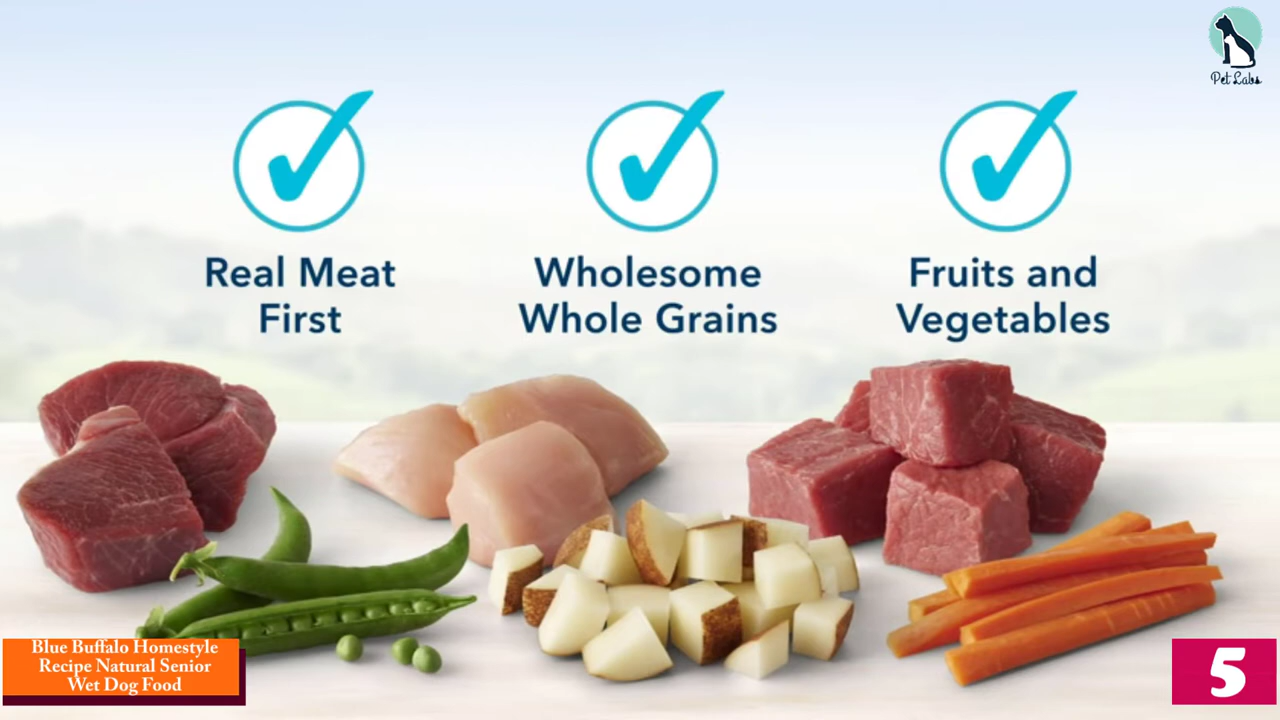 Pet Labs
Real Meat
First
Wholesome
Whole Grains
Fruits and
Vegetables
Blue Buffalo Homestyle
Recipe Natural Senior
Wet Dog Food
5